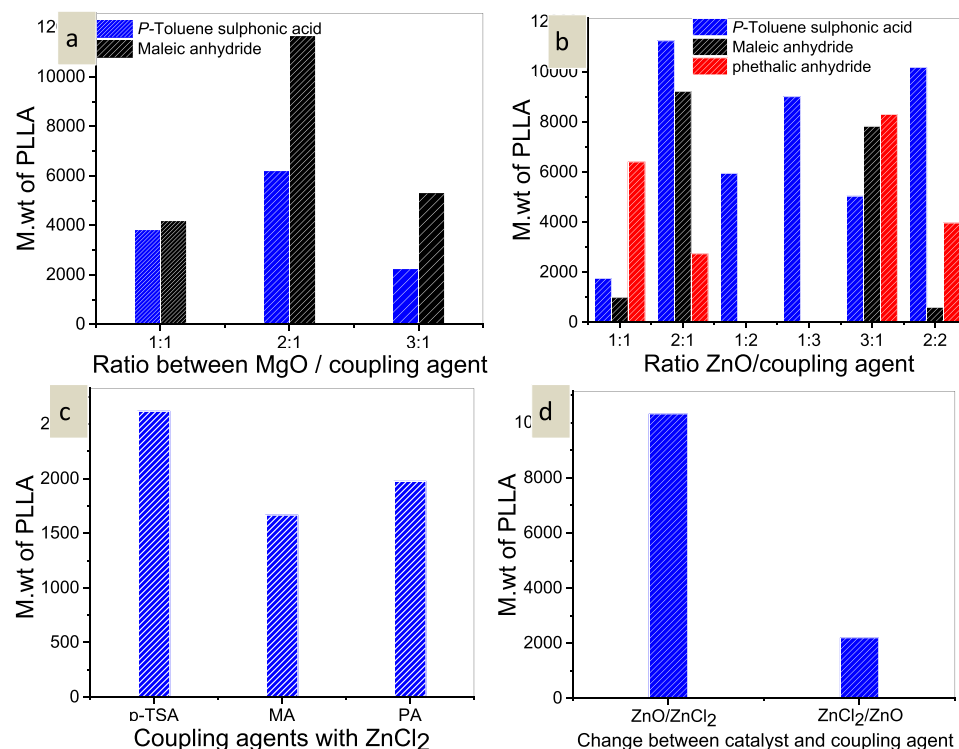 a
P-Toluene sulphonic acid
Maleic anhydride
10000
8000
6000
4000
2000
0
M.wt of PLLA
1:1 2:1 3:1
Ratio between MgO / coupling agent
b
P-Toluene sulphonic acid
Maleic anhydride
phethalic anhydride
10000
8000
6000
4000
2000
0
M.wt of PLLA
1:1 2:1 1:2 1:3 3:1 2:2
Ratio ZnO/coupling agent
c
2000
1500
1000
500
0
M.wt of PLLA
p-TSA MA PA
Coupling agents with ZnCl2
d
8000
6000
4000
2000
0
M.wt of PLLA
ZnO/ZnCl2 ZnCl2/ZnO
Change between catalyst and coupling agent